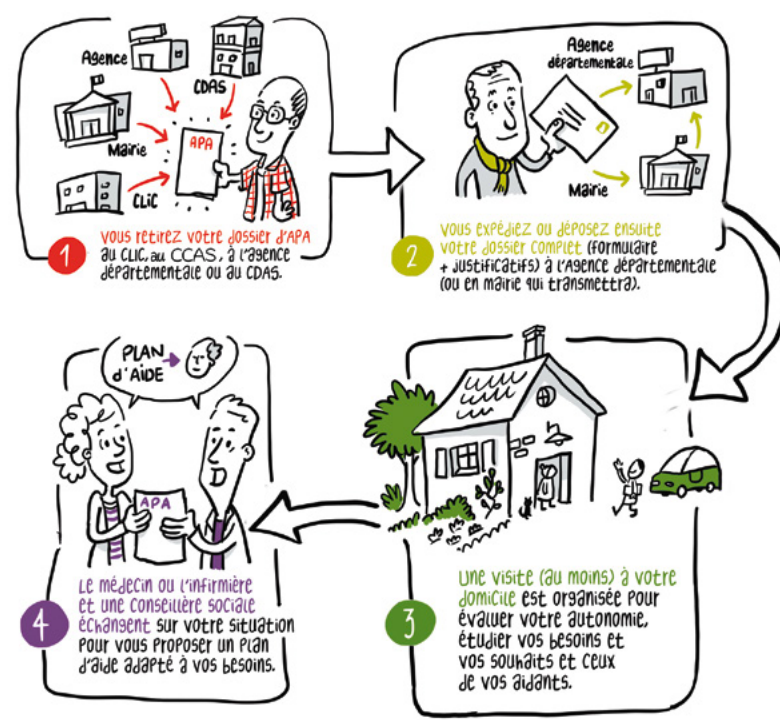 Agence
CDAS
Mairie
CLIC
APA
1
Vous retirez votre dossier d'APA
au CLIC, au CCAS, à l'agence
départementale ou au CDAS.
Agence
départementale
Mairie
2
Vous expédiez ou déposez ensuite
votre dossier complet (formulaire
+ justificatifs) à l'Agence départementale
(ou en mairie qui transmettra).
3
Une visite (au moins) à votre
domicile est organisée pour
évaluer votre autonomie,
étudier vos besoins et
vos souhaits et ceux
de vos aidants.
PLAN
d'AIDE
APA
4
Le médecin ou l'infirmière
et une conseillère sociale
échangent sur votre situation
pour vous proposer un plan
d'aide adapté à vos besoins.